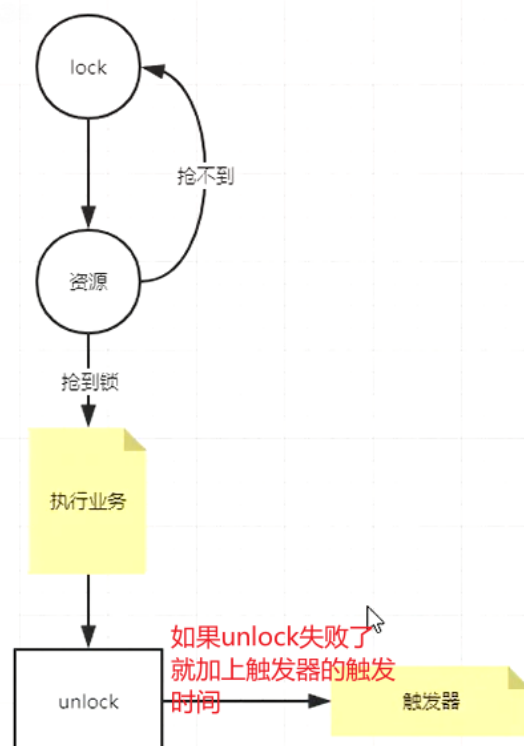 lock
抢不到
资源
抢到锁
执行业务
如果unlock失败了
就加上触发器的触发
时间
unlock
触发器